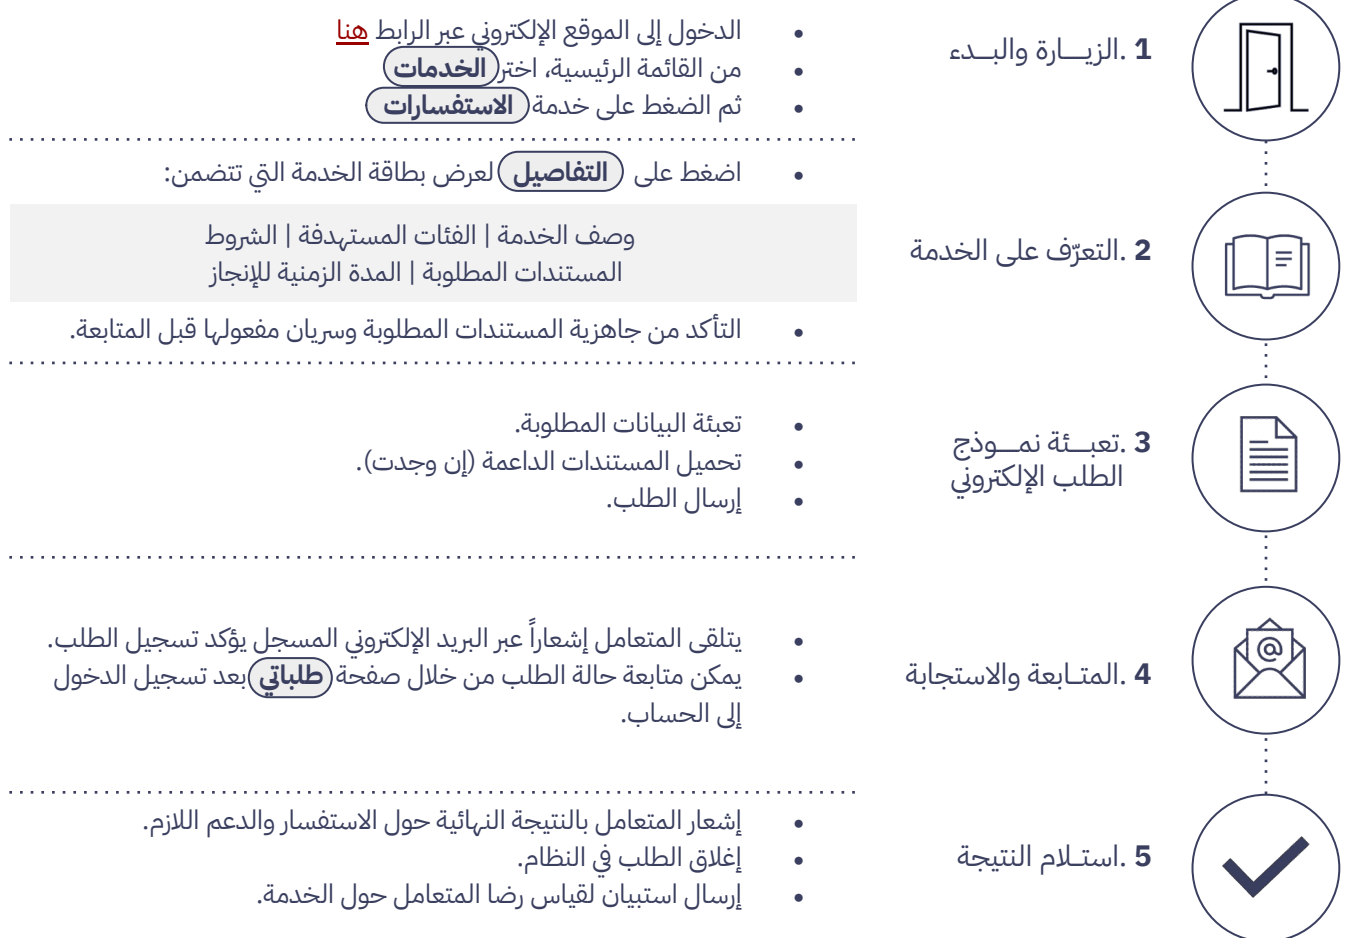 1. الزيــــارة والبــدء
الدخول إلى الموقع الإلكتروني عبر الرابط هنا
من القائمة الرئيسية، اختر الخدمات
ثم الضغط على خدمة الاستفسارات
2. التعرّف على الخدمة
اضغط على التفاصيل لعرض بطاقة الخدمة التي تتضمن:
وصف الخدمة | الفئات المستهدفة | الشروط
المستندات المطلوبة | المدة الزمنية للإنجاز
التأكد من جاهزية المستندات المطلوبة وسريان مفعولها قبل المتابعة.
3. تعبــــئة نمــــوذج
الطلب الإلكتروني
تعبئة البيانات المطلوبة.
تحميل المستندات الداعمة (إن وجدت).
إرسال الطلب.
4. المتــابعة والاستجابة
يتلقى المتعامل إشعاراً عبر البريد الإلكتروني المسجل يؤكد تسجيل الطلب.
يمكن متابعة حالة الطلب من خلال صفحة طلباتي بعد تسجيل الدخول
إلى الحساب.
5. استــلام النتيجة
إشعار المتعامل بالنتيجة النهائية حول الاستفسار والدعم اللازم.
إغلاق الطلب في النظام.
إرسال استبيان لقياس رضا المتعامل حول الخدمة.